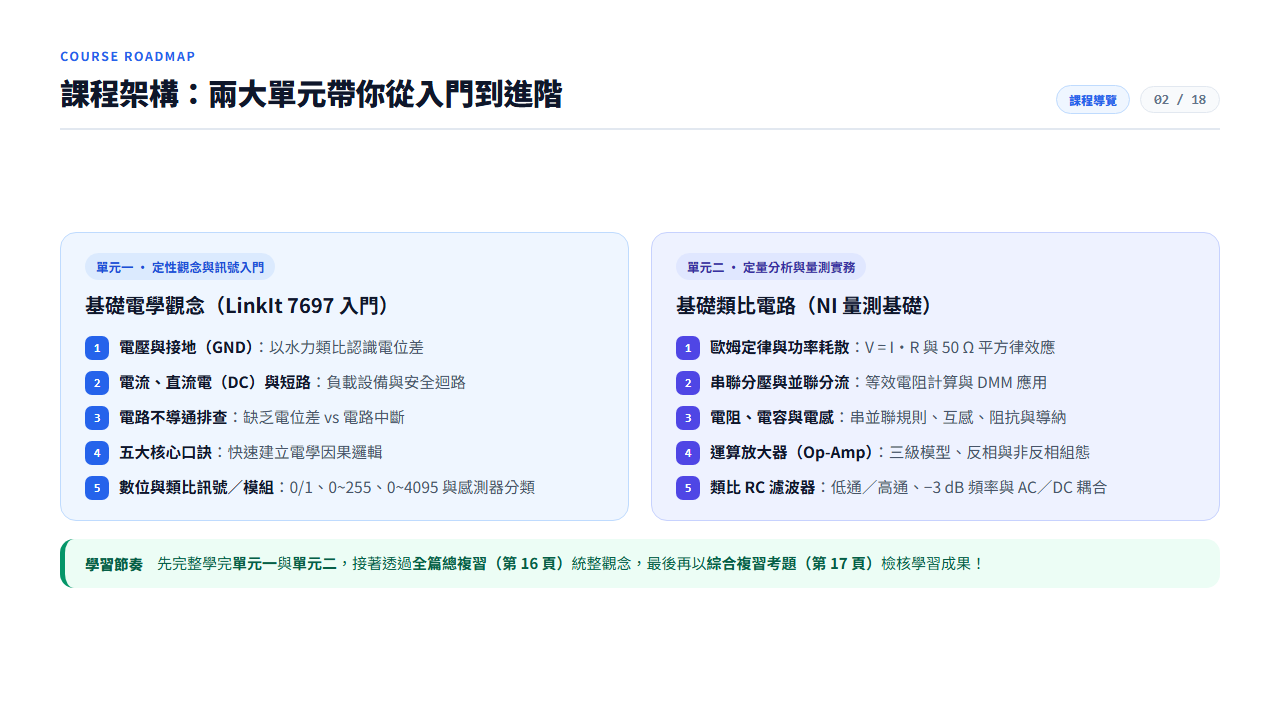 COURSE ROADMAP
課程架構：兩大單元帶你從入門到進階
課程導覽
02 / 18
單元一 · 定性觀念與訊號入門
基礎電學觀念（LinkIt 7697 入門）
1 電壓與接地（GND）：以水力類比認識電位差
2 電流、直流電（DC）與短路：負載設備與安全迴路
3 電路不導通排查：缺乏電位差 vs 電路中斷
4 五大核心口訣：快速建立電學因果邏輯
5 數位與類比訊號／模組：0/1、0~255、0~4095 與感測器分類
單元二 · 定量分析與量測實務
基礎類比電路（NI 量測基礎）
1 歐姆定律與功率耗散：V = I · R 與 50 Ω 平方律效應
2 串聯分壓與並聯分流：等效電阻計算與 DMM 應用
3 電阻、電容與電感：串並聯規則、互感、阻抗與導納
4 運算放大器（Op-Amp）：三級模型、反相與非反相組態
5 類比 RC 濾波器：低通／高通、−3 dB 頻率與 AC／DC 耦合
學習節奏 先完整學完單元一與單元二，接著透過全篇總複習（第 16 頁）統整觀念，最後再以綜合複習考題（第 17 頁）檢核學習成果！